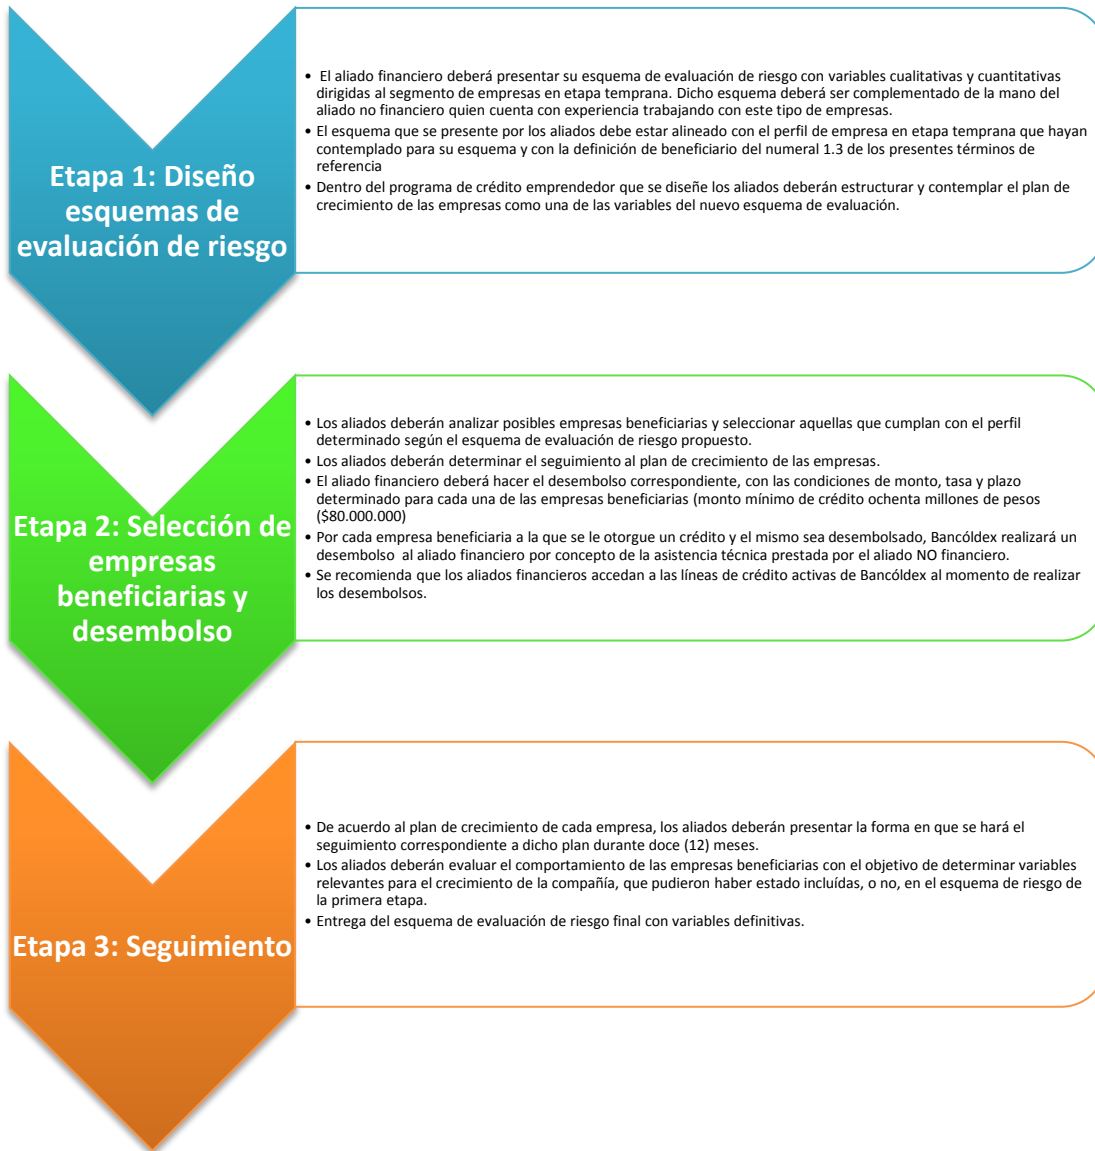 Etapa 1: Diseño
esquemas de
evaluación de riesgo
• El aliado financiero deberá presentar su esquema de evaluación de riesgo con variables cualitativas y cuantitativas
dirigidas al segmento de empresas en etapa temprana. Dicho esquema deberá ser complementado de la mano del
aliado no financiero quien cuenta con experiencia trabajando con este tipo de empresas.
• El esquema que se presente por los aliados debe estar alineado con el perfil de empresa en etapa temprana que hayan
contemplado para su esquema y con la definición de beneficiario del numeral 1.3 de los presentes términos de
referencia
• Dentro del programa de crédito emprendedor que se diseñe los aliados deberán estructurar y contemplar el plan de
crecimiento de las empresas como una de las variables del nuevo esquema de evaluación.
Etapa 2: Selección de
empresas
beneficiarias y
desembolso
• Los aliados deberán analizar posibles empresas beneficiarias y seleccionar aquellas que cumplan con el perfil
determinado según el esquema de evaluación de riesgo propuesto.
• Los aliados deberán determinar el seguimiento al plan de crecimiento de las empresas.
• El aliado financiero deberá hacer el desembolso correspondiente, con las condiciones de monto, tasa y plazo
determinado para cada una de las empresas beneficiarias (monto mínimo de crédito ochenta millones de pesos
($80.000.000)
• Por cada empresa beneficiaria a la que se le otorgue un crédito y el mismo sea desembolsado, Bancóldex realizará un
desembolso al aliado financiero por concepto de la asistencia técnica prestada por el aliado NO financiero.
• Se recomienda que los aliados financieros accedan a las líneas de crédito activas de Bancóldex al momento de realizar
los desembolsos.
Etapa 3: Seguimiento
• De acuerdo al plan de crecimiento de cada empresa, los aliados deberán presentar la forma en que se hará el
seguimiento correspondiente a dicho plan durante doce (12) meses.
• Los aliados deberán evaluar el comportamiento de las empresas beneficiarias con el objetivo de determinar variables
relevantes para el crecimiento de la compañía, que pudieron haber estado incluídas, o no, en el esquema de riesgo de
la primera etapa.
• Entrega del esquema de evaluación de riesgo final con variables definitivas.